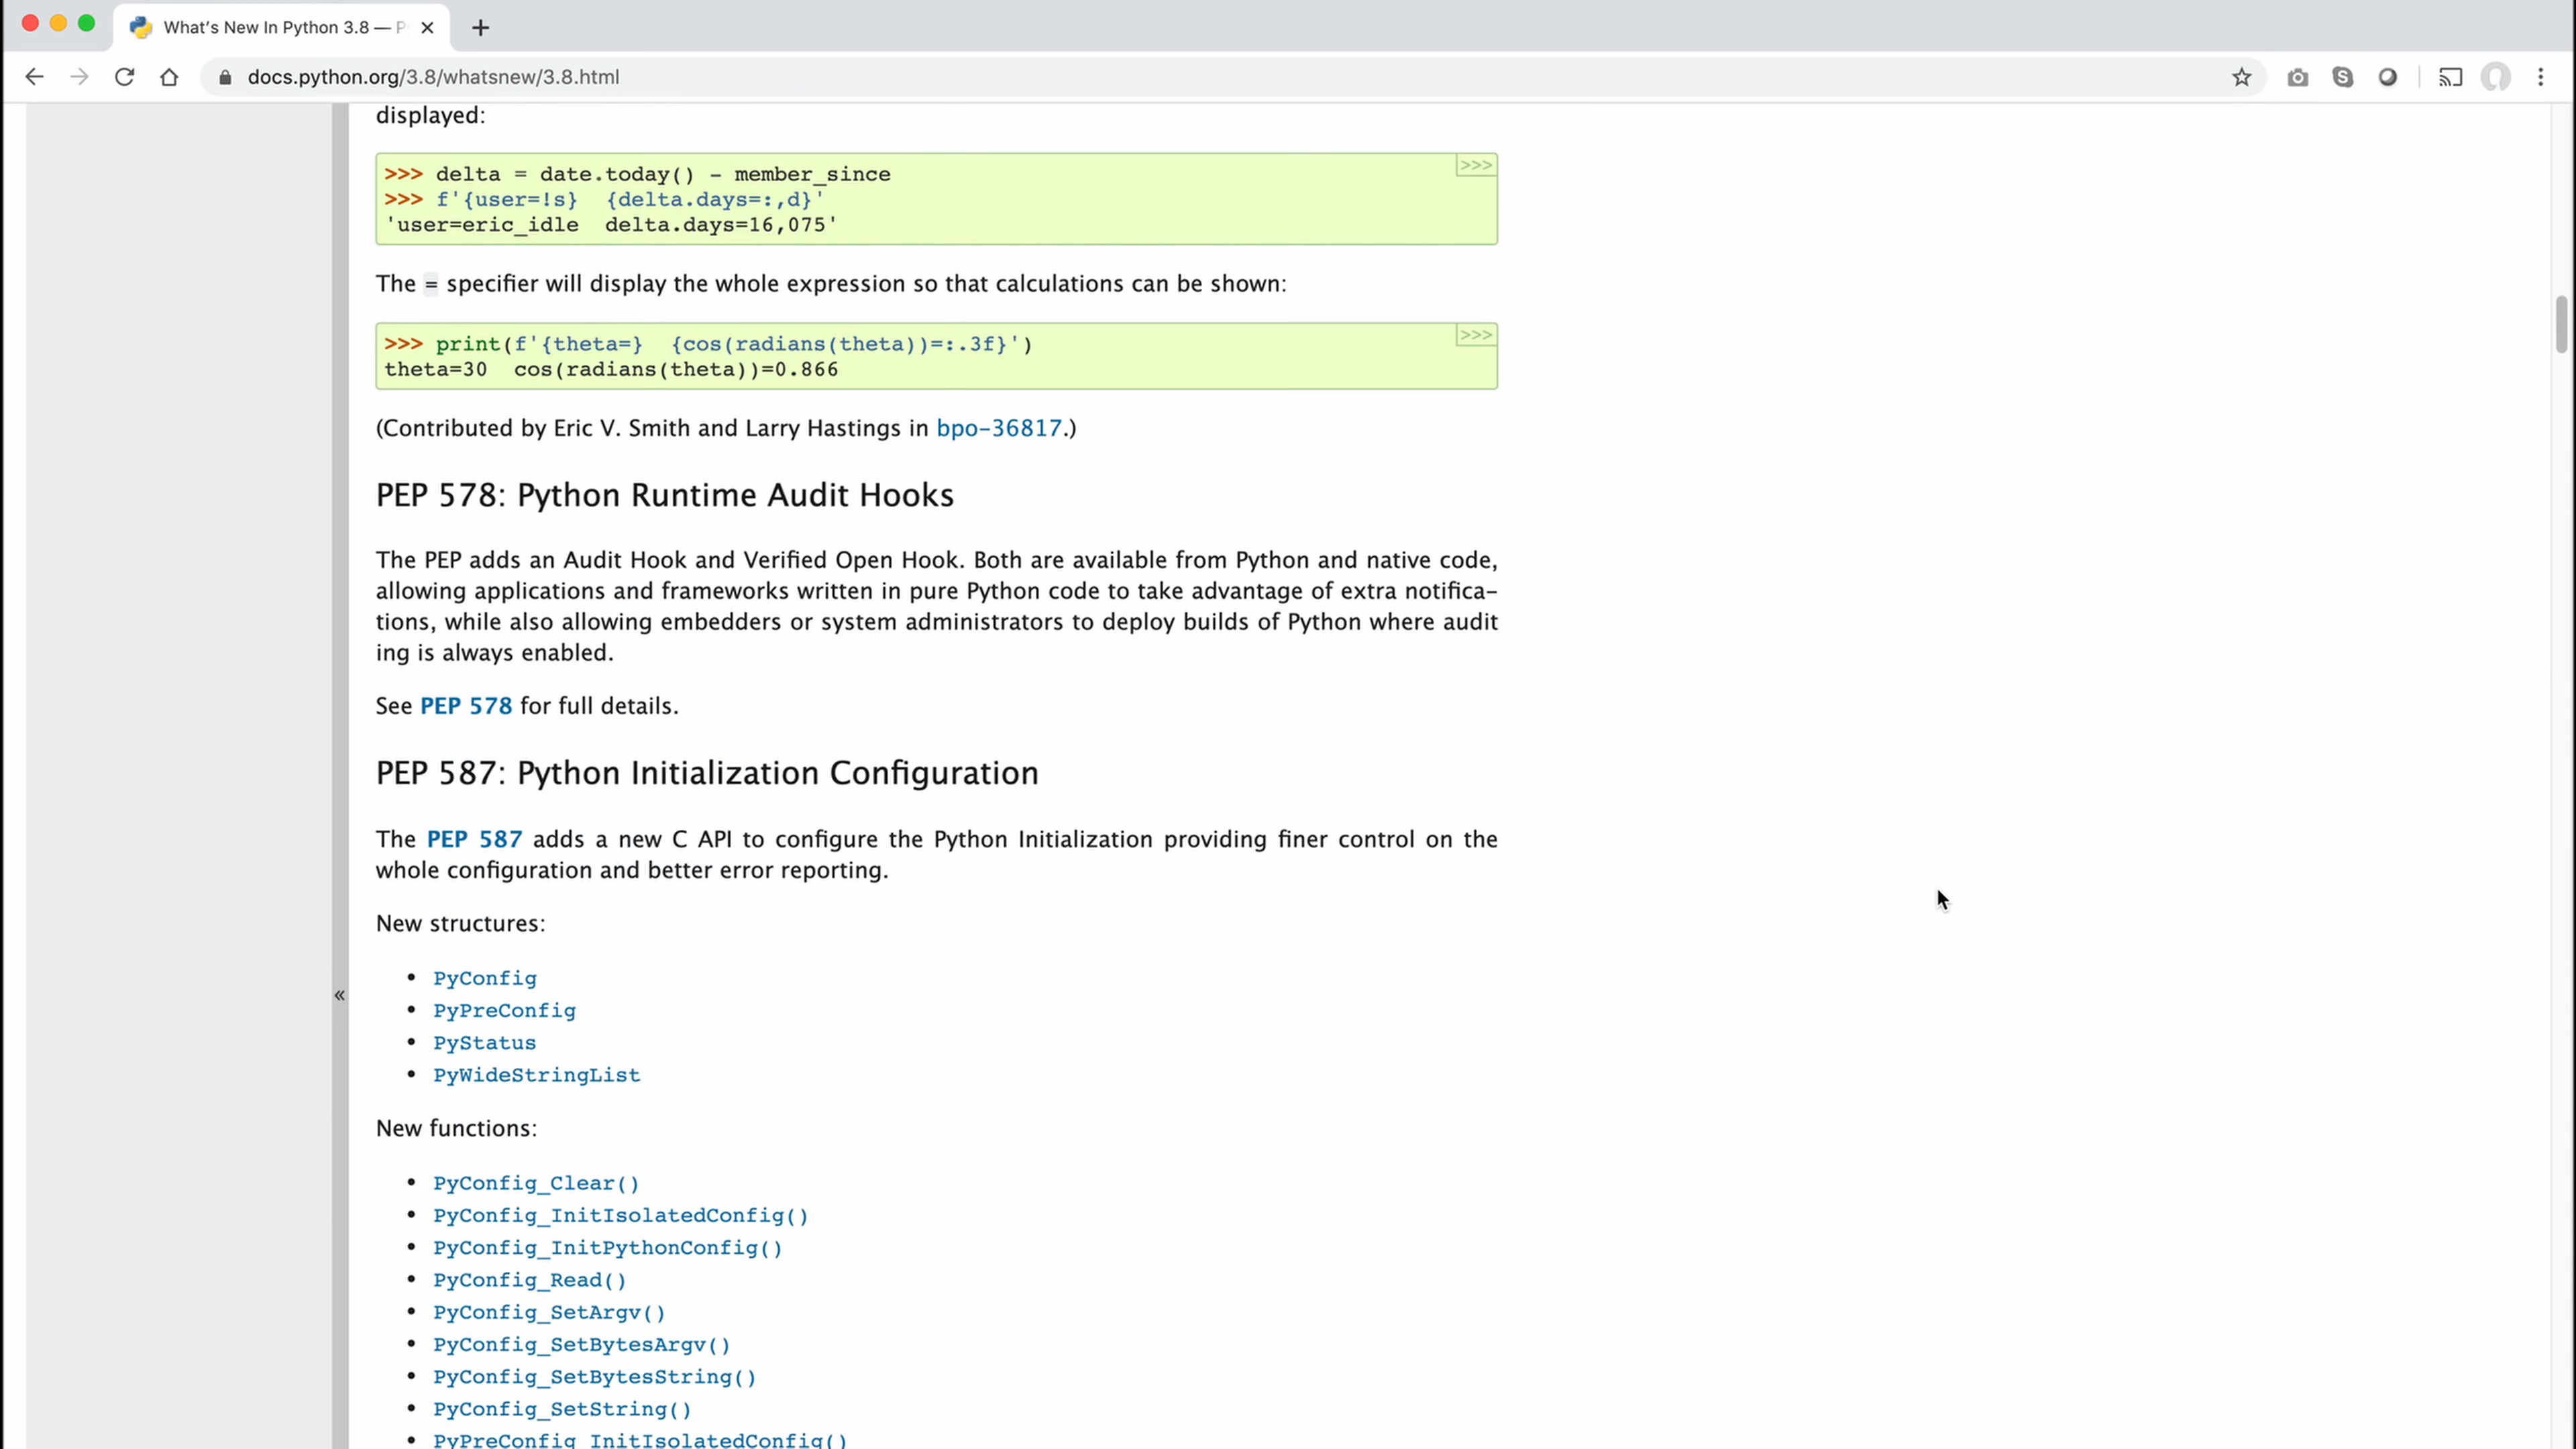 What's New In Python 3.8 — P
docs.python.org/3.8/whatsnew/3.8.html
displayed:
>>> delta = date.today() - member_since
>>>
>>> f'{user=!s}  {delta.days=:,d}'
'user=eric_idle  delta.days=16,075'
The = specifier will display the whole expression so that calculations can be shown:
>>> print(f'{theta=}  {cos(radians(theta))=:.3f}')
>>>
theta=30  cos(radians(theta))=0.866
(Contributed by Eric V. Smith and Larry Hastings in bpo-36817.)
PEP 578: Python Runtime Audit Hooks
The PEP adds an Audit Hook and Verified Open Hook. Both are available from Python and native code,
allowing applications and frameworks written in pure Python code to take advantage of extra notifica-
tions, while also allowing embedders or system administrators to deploy builds of Python where audit
ing is always enabled.
See PEP 578 for full details.
PEP 587: Python Initialization Configuration
The PEP 587 adds a new C API to configure the Python Initialization providing finer control on the
whole configuration and better error reporting.
New structures:
• PyConfig
• PyPreConfig
«
• PyStatus
• PyWideStringList
New functions:
• PyConfig_Clear()
• PyConfig_InitIsolatedConfig()
• PyConfig_InitPythonConfig()
• PyConfig_Read()
• PyConfig_SetArgv()
• PyConfig_SetBytesArgv()
• PyConfig_SetBytesString()
• PyConfig_SetString()
• PyPreConfig_InitIsolatedConfig()